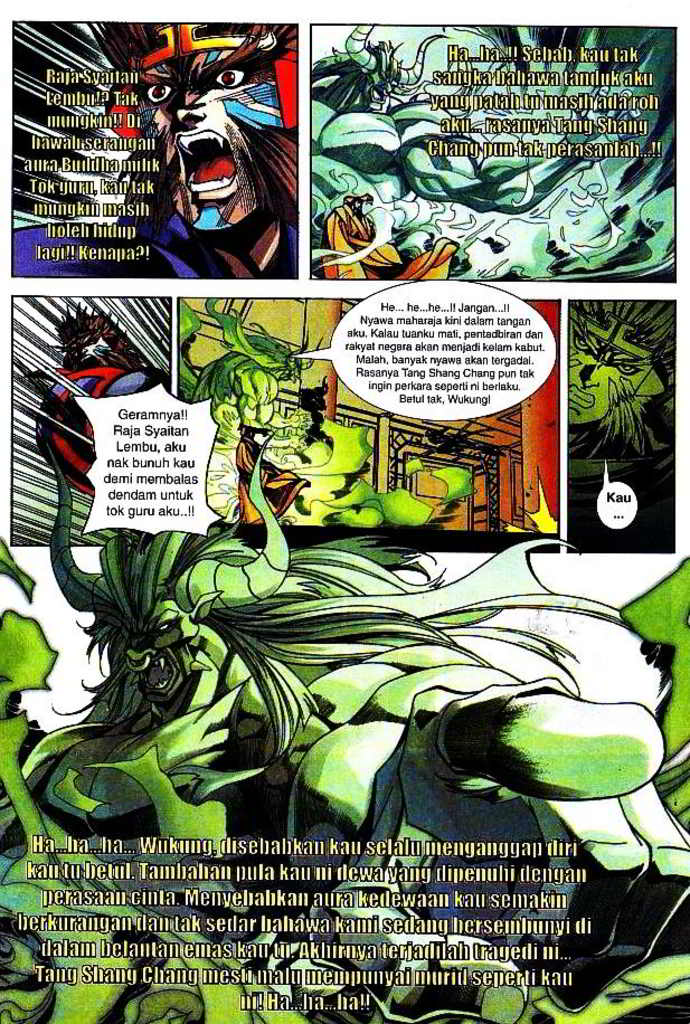 Raja Syaitan
Lembu!? Tak
mungkin!! Di
bawah serangan
aura Buddha milik
Tok guru, kau tak
mungkin masih
boleh hidup
lagi!! Kenapa?!
Ha...ha..!! Sebab, kau tak
sangka bahawa tanduk aku
yang patah tu masih ada roh
aku... rasanya Tang Shang
Chang pun tak perasanlah...!!
Geramnya!!
Raja Syaitan
Lembu, aku
nak bunuh kau
demi membalas
dendam untuk
tok guru aku..!!
He... he...he...!! Jangan...!!
Nyawa maharaja kini dalam tangan
aku. Kalau tuanku mati, pentadbiran dan
rakyat negara akan menjadi kelam kabut.
Malah, banyak nyawa akan tergadai.
Rasanya Tang Shang Chang pun tak
ingin perkara seperti ni berlaku.
Betul tak, Wukung!
Kau
...
Ha...ha...ha... Wukung, disebabkan kau selalu menganggap diri
kau tu betul. Tambahan pula kau ni dewa yang dipenuhi dengan
perasaan cinta. Menyebabkan aura kedewaan kau semakin
berkurangan dan tak sedar bahawa kami sedang bersembunyi di
dalam belantan emas kau tu. Akhirnya terjadilah tragedi ni...
Tang Shang Chang mesti malu mempunyai murid seperti kau
ni! Ha...ha...ha!!